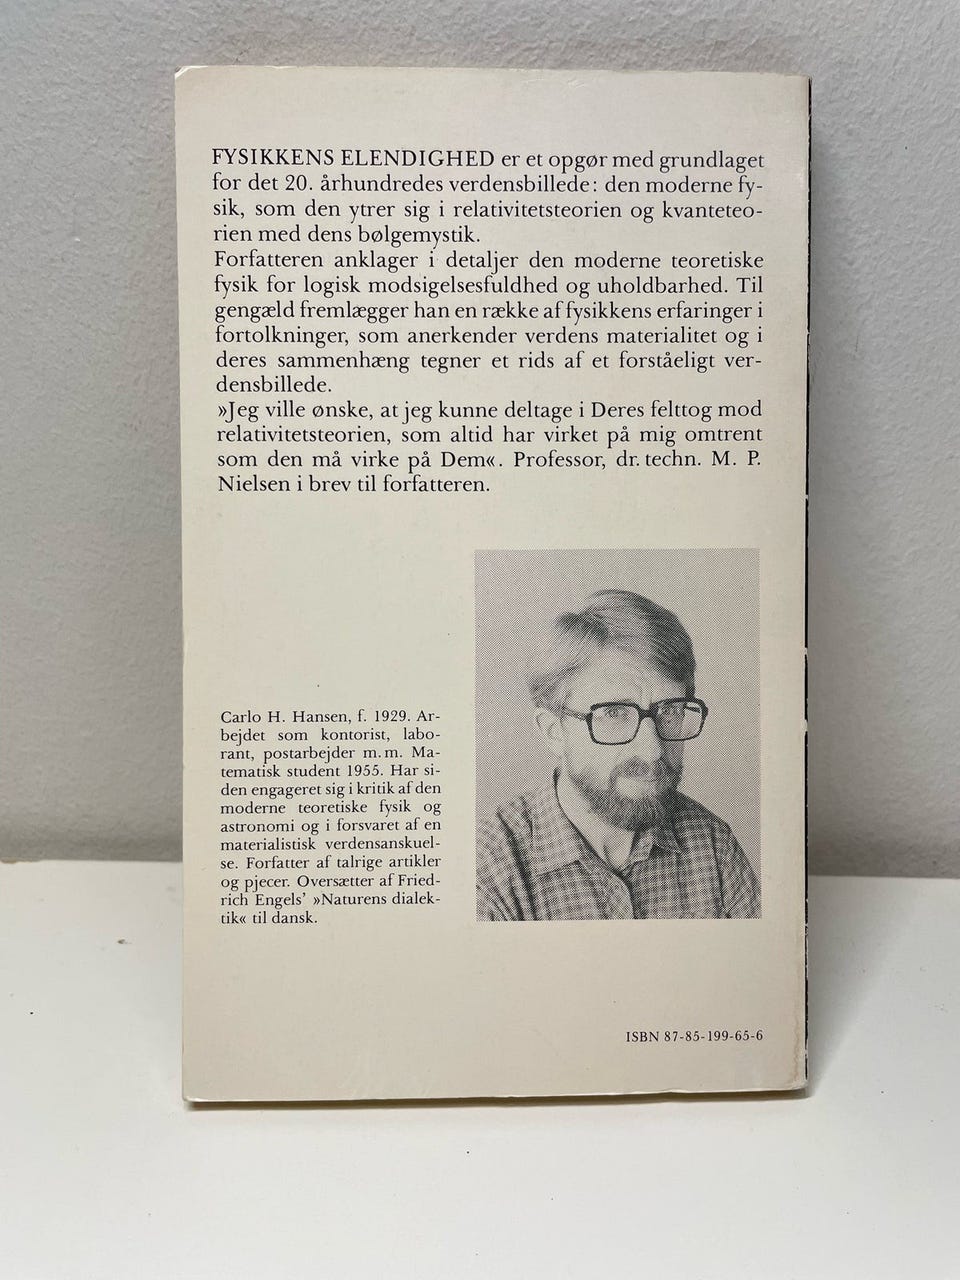 FYSIKKENS ELENDIGHED er et opgør med grundlaget
for det 20. århundredes verdensbillede: den moderne fy-
sik, som den ytrer sig i relativitetsteorien og kvanteteo-
rien med dens bølgemystik.
Forfatteren anklager i detaljer den moderne teoretiske
fysik for logisk modsigelsesfuldhed og uholdbarhed. Til
gengæld fremlægger han en række af fysikkens erfaringer i
fortolkninger, som anerkender verdens materialitet og i
deres sammenhæng tegner et rids af et forståeligt ver-
densbillede.
»Jeg ville ønske, at jeg kunne deltage i Deres felttog mod
relativitetsteorien, som altid har virket på mig omtrent
som den må virke på Dem«. Professor, dr. techn. M. P.
Nielsen i brev til forfatteren.
Carlo H. Hansen, f. 1929. Ar-
bejdet som kontorist, labo-
rant, postarbejder m.m. Ma-
tematisk student 1955. Har si-
den engageret sig i kritik af den
moderne teoretiske fysik og
astronomi og i forsvaret af en
materialistisk verdensanskuel-
se. Forfatter af talrige artikler
og pjecer. Oversætter af Fried-
rich Engels' »Naturens dialek-
tik« til dansk.
ISBN 87-85-199-65-6